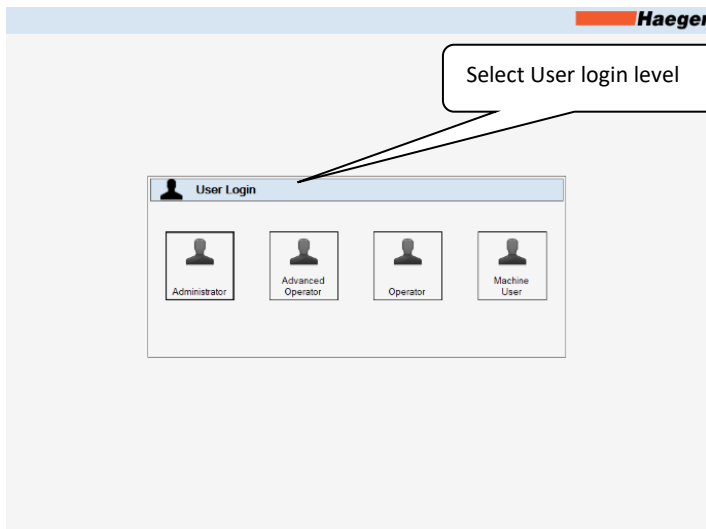 Haeger
Select User login level
User Login
Administrator
Advanced
Operator
Operator
Machine
User